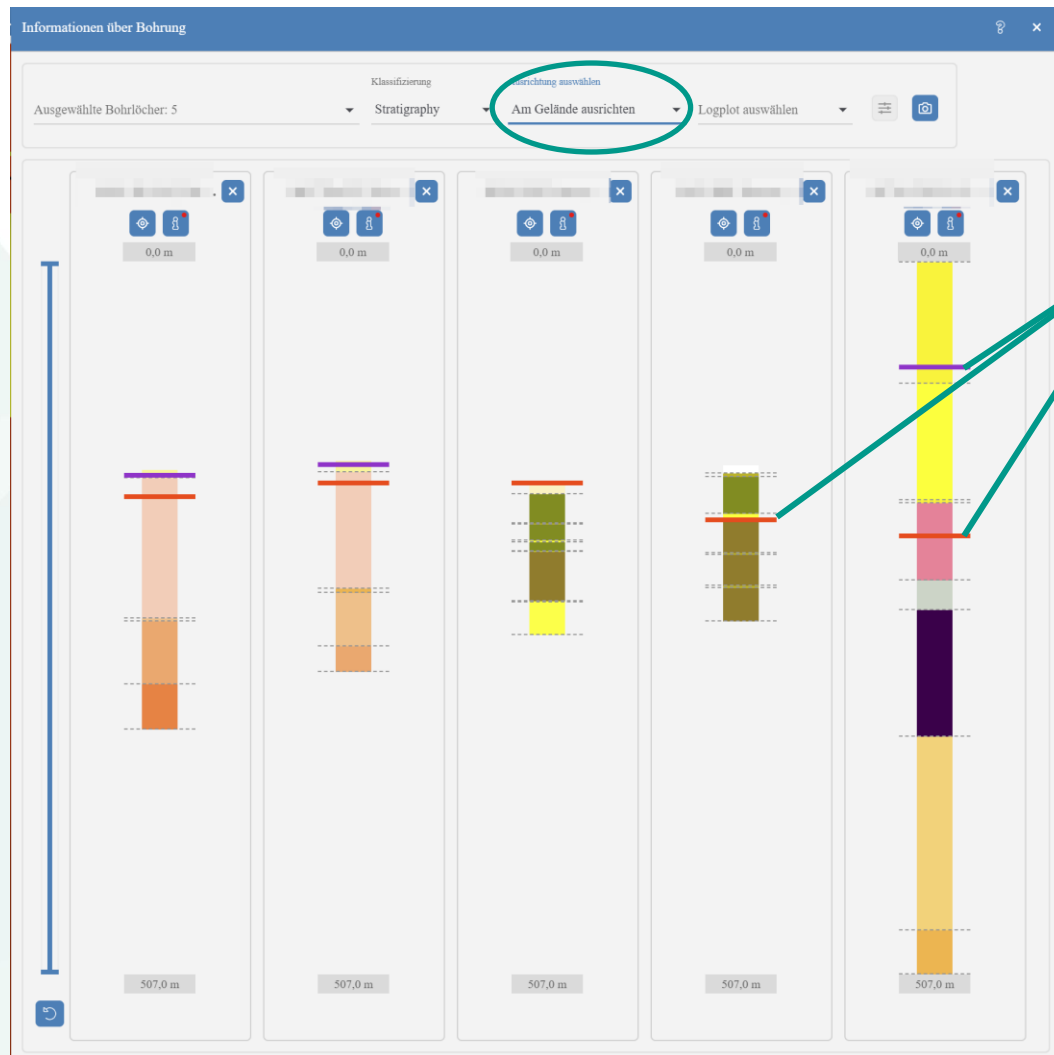 Informationen über Bohrung
Klassifizierung
Ausrichtung auswählen
Ausgewählte Bohrlöcher: 5
Stratigraphy
Am Gelände ausrichten
Logplot auswählen
0,0 m
0,0 m
0,0 m
0,0 m
0,0 m
507,0 m
507,0 m
507,0 m
507,0 m
507,0 m